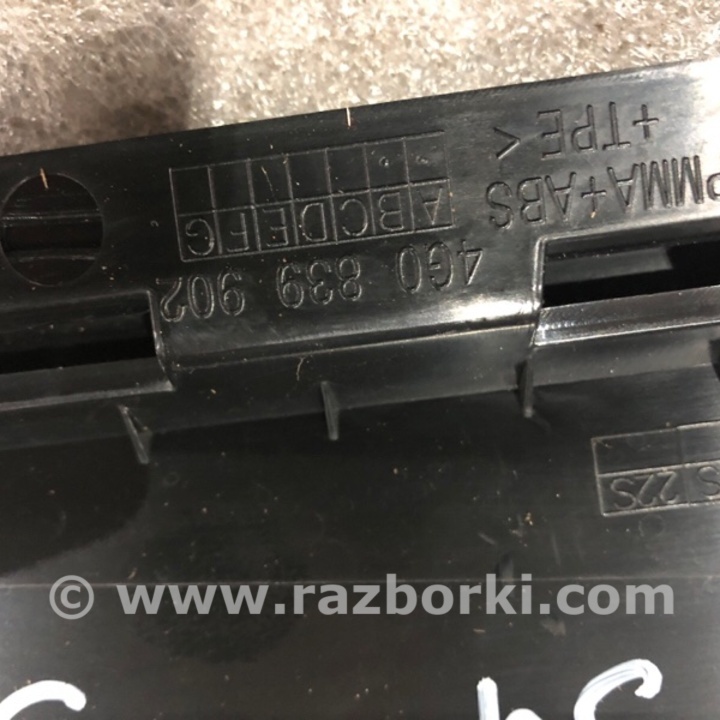 PMMA+ABS
+TPE<
A B C D E F G
4G0 839 902
22S
© www.razborki.com